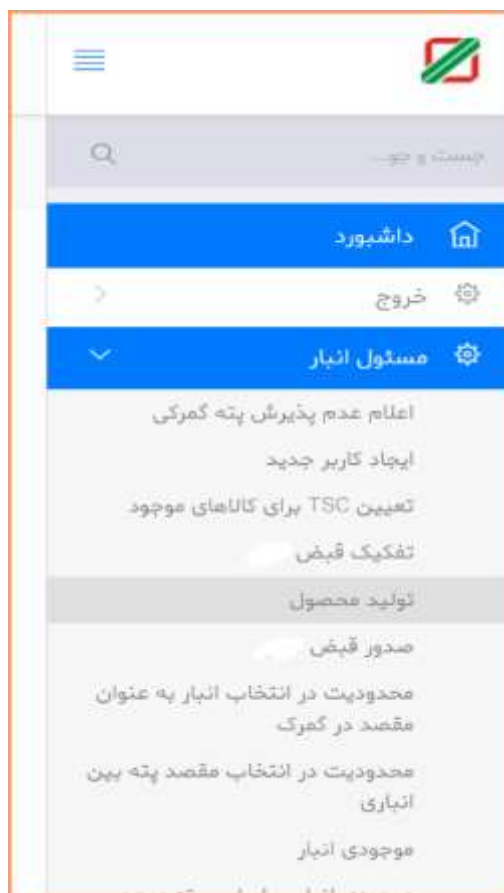 جست و جو...
داشبورد
خروج
مسئول انبار
اعلام عدم پذیرش پته گمرکی
ایجاد کاربر جدید
تعیین TSC برای کالاهای موجود
تفکیک قبض
تولید محصول
صدور قبض
محدودیت در انتخاب انبار به عنوان
مقصد در گمرک
محدودیت در انتخاب مقصد پته بین
انباری
موجودی انبار